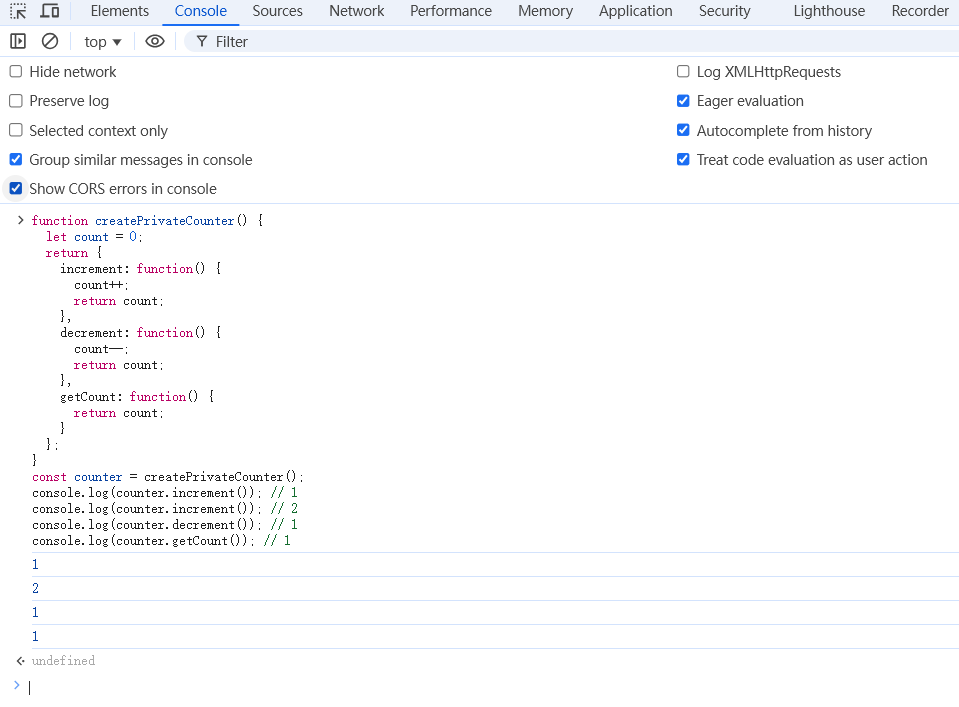 Elements Console Sources Network Performance Memory Application Security Lighthouse Recorder
top Filter
Hide network Log XMLHttpRequests
Preserve log Eager evaluation
Selected context only Autocomplete from history
Group similar messages in console Treat code evaluation as user action
Show CORS errors in console
function createPrivateCounter() {
  let count = 0;
  return {
    increment: function() {
      count++;
      return count;
    },
    decrement: function() {
      count--;
      return count;
    },
    getCount: function() {
      return count;
    }
  };
}
const counter = createPrivateCounter();
console.log(counter.increment()); // 1
console.log(counter.increment()); // 2
console.log(counter.decrement()); // 1
console.log(counter.getCount()); // 1
1
2
1
1
undefined